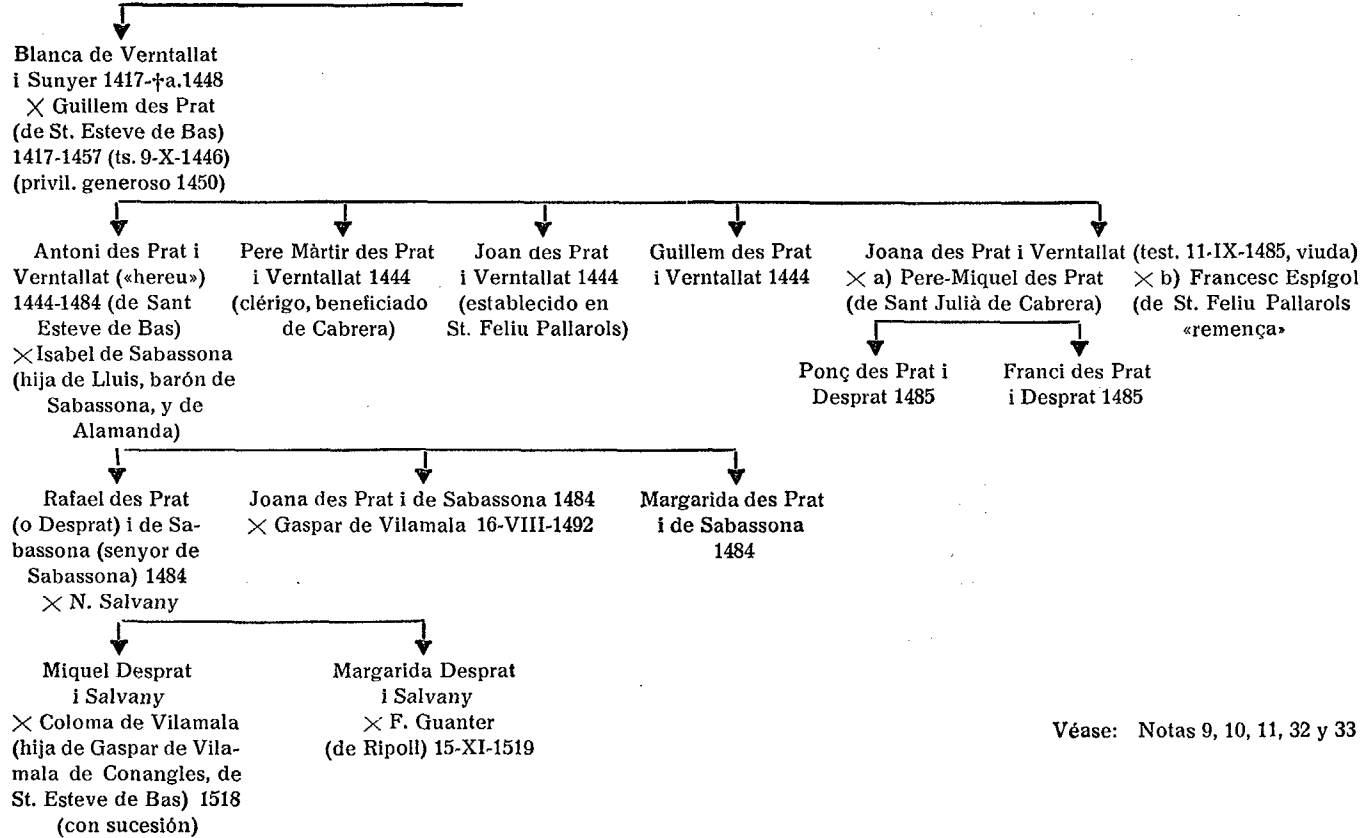 Blanca de Verntallat
i Sunyer 1417-†a.1448
× Guillem des Prat
(de St. Esteve de Bas)
1417-1457 (ts. 9-X-1446)
(privil. generoso 1450)
Antoni des Prat i
Verntallat («hereu»)
1444-1484 (de Sant
Esteve de Bas)
× Isabel de Sabassona
(hija de Lluis, barón de
Sabassona, y de
Alamanda)
Pere Màrtir des Prat
i Verntallat 1444
(clérigo, beneficiado
de Cabrera)
Joan des Prat
i Verntallat 1444
(establecido en
St. Feliu Pallarols)
Guillem des Prat
i Verntallat 1444
Joana des Prat i Verntallat (test. 11-IX-1485, viuda)
× a) Pere-Miquel des Prat
(de Sant Julià de Cabrera)
× b) Francesc Espígol
(de St. Feliu Pallarols
«remença»
Ponç des Prat i
Desprat 1485
Franci des Prat
i Desprat 1485
Rafael des Prat
(o Desprat) i de Sa-
bassona (senyor de
Sabassona) 1484
× N. Salvany
Joana des Prat i de Sabassona 1484
× Gaspar de Vilamala 16-VIII-1492
Margarida des Prat
i de Sabassona
1484
Miquel Desprat
i Salvany
× Coloma de Vilamala
(hija de Gaspar de Vila-
mala de Conangles, de
St. Esteve de Bas) 1518
(con sucesión)
Margarida Desprat
i Salvany
× F. Guanter
(de Ripoll) 15-XI-1519
Véase: Notas 9, 10, 11, 32 y 33